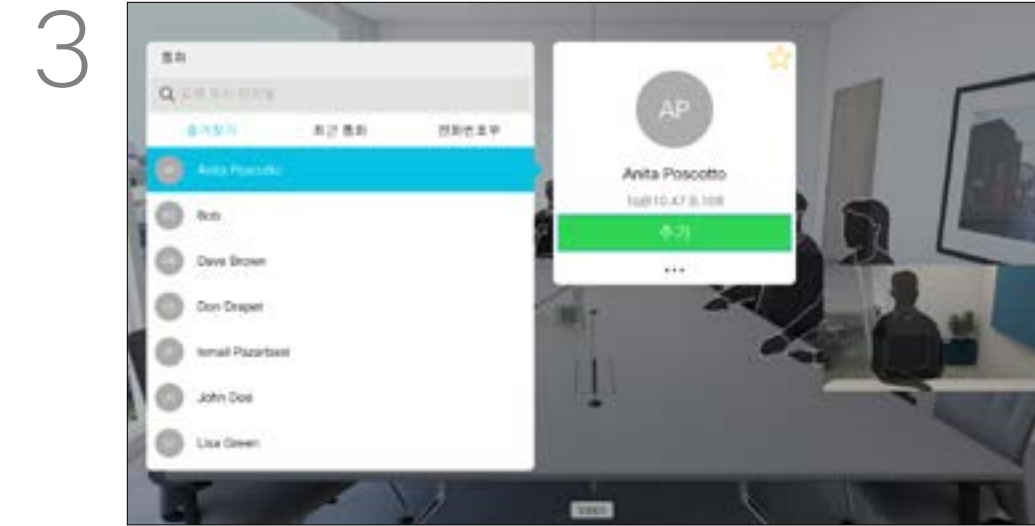 3
통화
즐겨찾기 최근 통화 전화번호부
Anita Poscotto
Bob
Dave Brown
Don Draper
Ismail Pazarbasi
John Doe
Lisa Green
AP
Anita Poscotto
추가
...